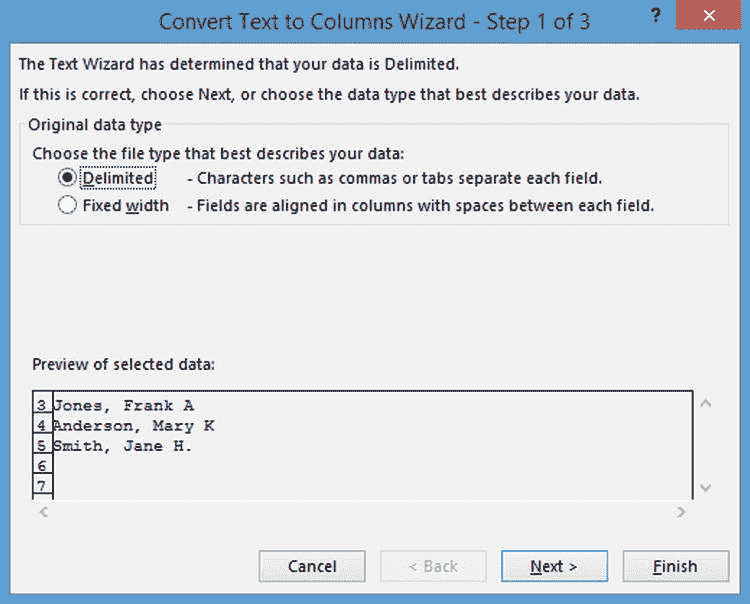 Convert Text to Columns Wizard - Step 1 of 3 ?
The Text Wizard has determined that your data is Delimited.
If this is correct, choose Next, or choose the data type that best describes your data.
Original data type
Choose the file type that best describes your data:
Delimited - Characters such as commas or tabs separate each field.
Fixed width - Fields are aligned in columns with spaces between each field.
Preview of selected data:
3 Jones, Frank A
4 Anderson, Mary K
5 Smith, Jane H.
6
7
Cancel < Back Next > Finish